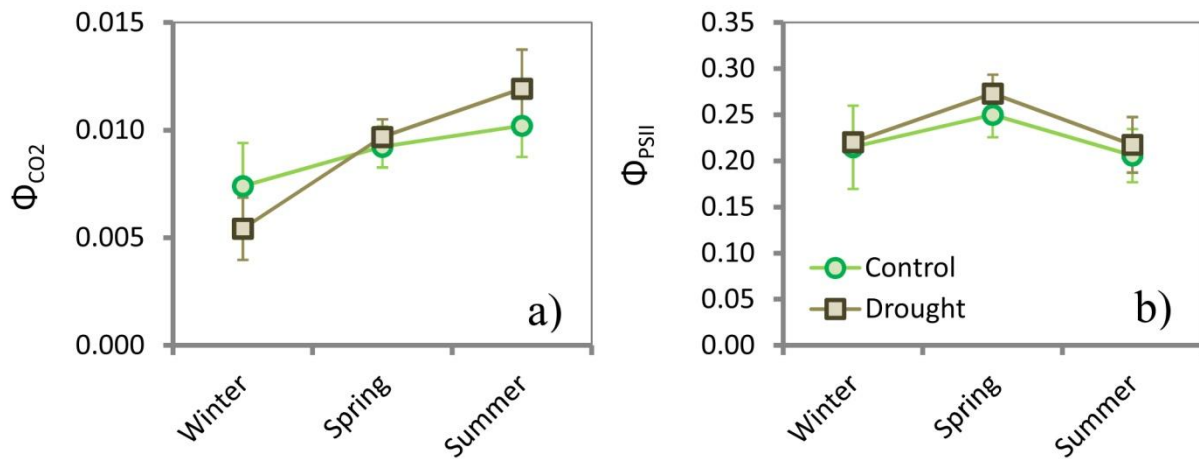 0.015
0.010
0.005
0.000
ΦCO2
Winter
Spring
Summer
a)
0.35
0.30
0.25
0.20
0.15
0.10
0.05
0.00
ΦPSII
Control
Drought
Winter
Spring
Summer
b)